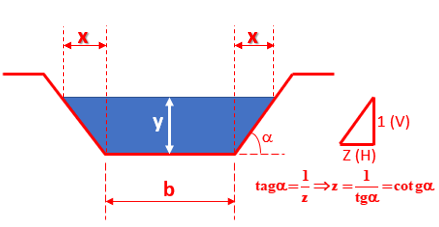 x x
y
α
b
1 (V)
Z (H)
tagα=1/z⇒z=1/tgα=cotgα